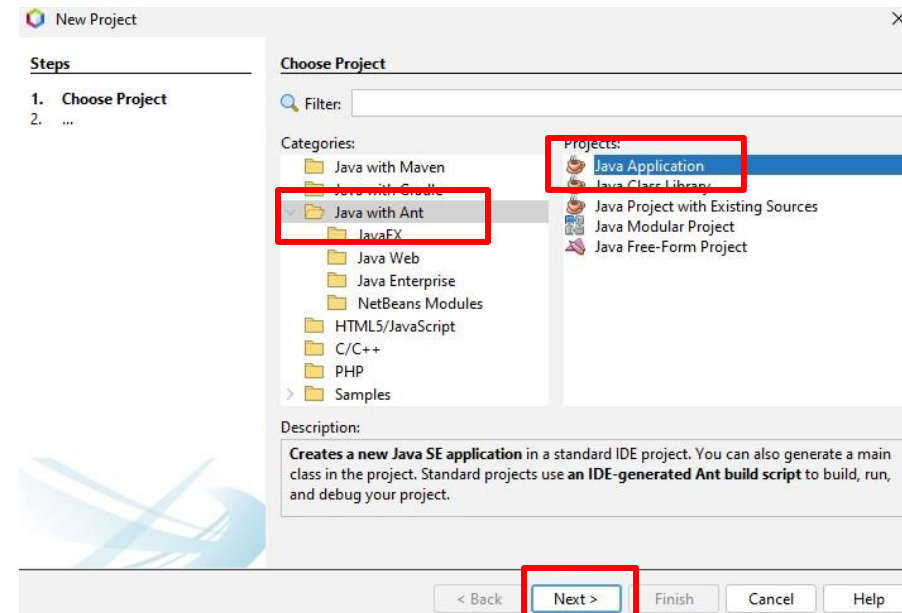 New Project
Steps
1. Choose Project
2. ...
Choose Project
Filter:
Categories:
Java with Maven
Java with Gradle
Java with Ant
JavaFX
Java Web
Java Enterprise
NetBeans Modules
HTML5/JavaScript
C/C++
PHP
Samples
Projects:
Java Application
Java Class Library
Java Project with Existing Sources
Java Modular Project
Java Free-Form Project
Description:
Creates a new Java SE application in a standard IDE project. You can also generate a main
class in the project. Standard projects use an IDE-generated Ant build script to build, run,
and debug your project.
< Back
Next >
Finish
Cancel
Help